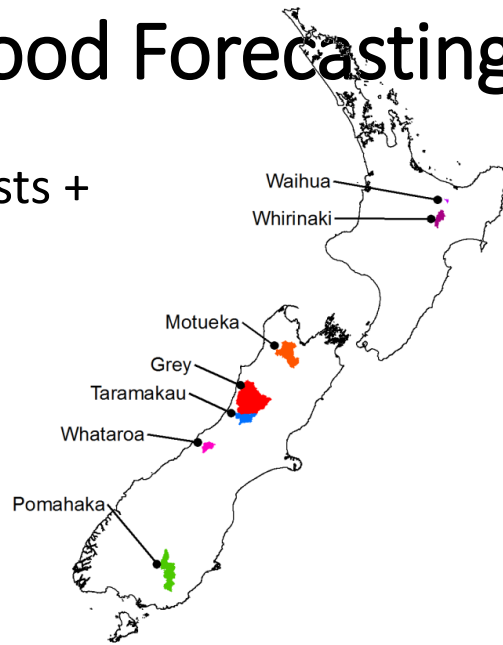 ood Forecasting
sts +
Waihua
Whirinaki
Motueka
Grey
Taramakau
Whataroa
Pomahaka